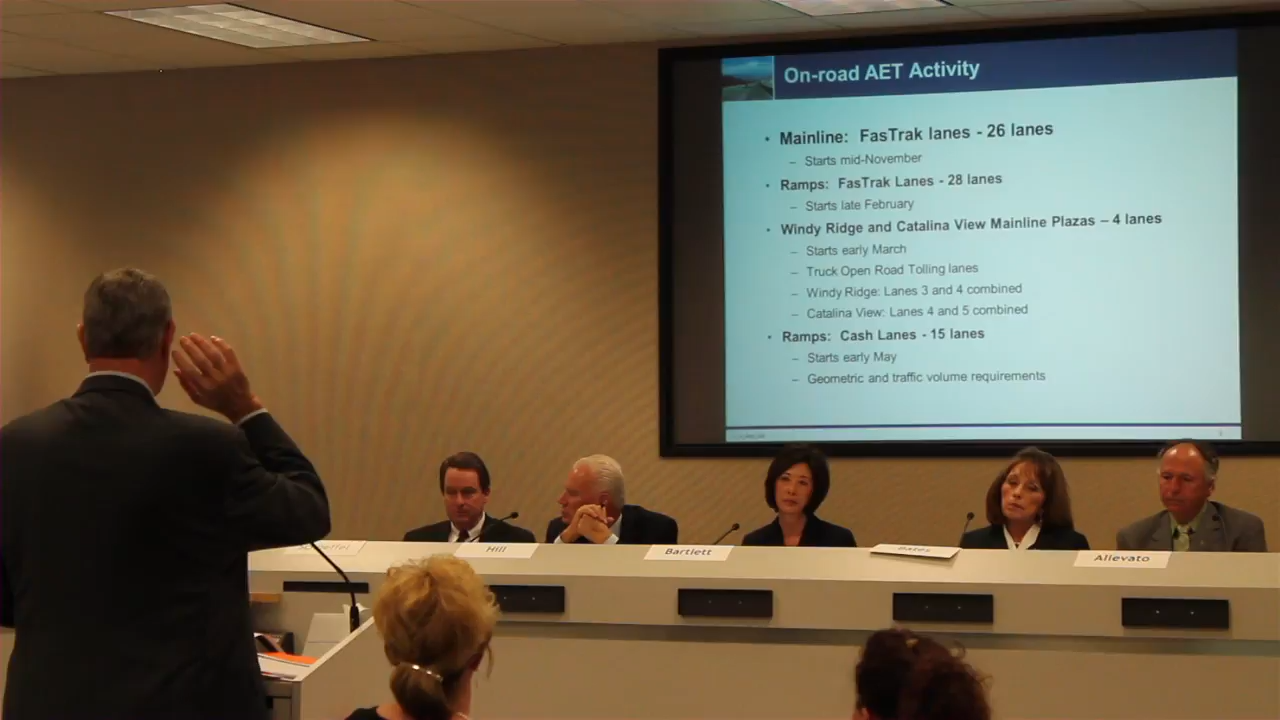 On-road AET Activity
• Mainline: FasTrak lanes - 26 lanes
– Starts mid-November
• Ramps: FasTrak Lanes - 28 lanes
– Starts late February
• Windy Ridge and Catalina View Mainline Plazas – 4 lanes
– Starts early March
– Truck Open Road Tolling lanes
– Windy Ridge: Lanes 3 and 4 combined
– Catalina View: Lanes 4 and 5 combined
• Ramps: Cash Lanes - 15 lanes
– Starts early May
– Geometric and traffic volume requirements
Hill
Bartlett
Bates
Allevato